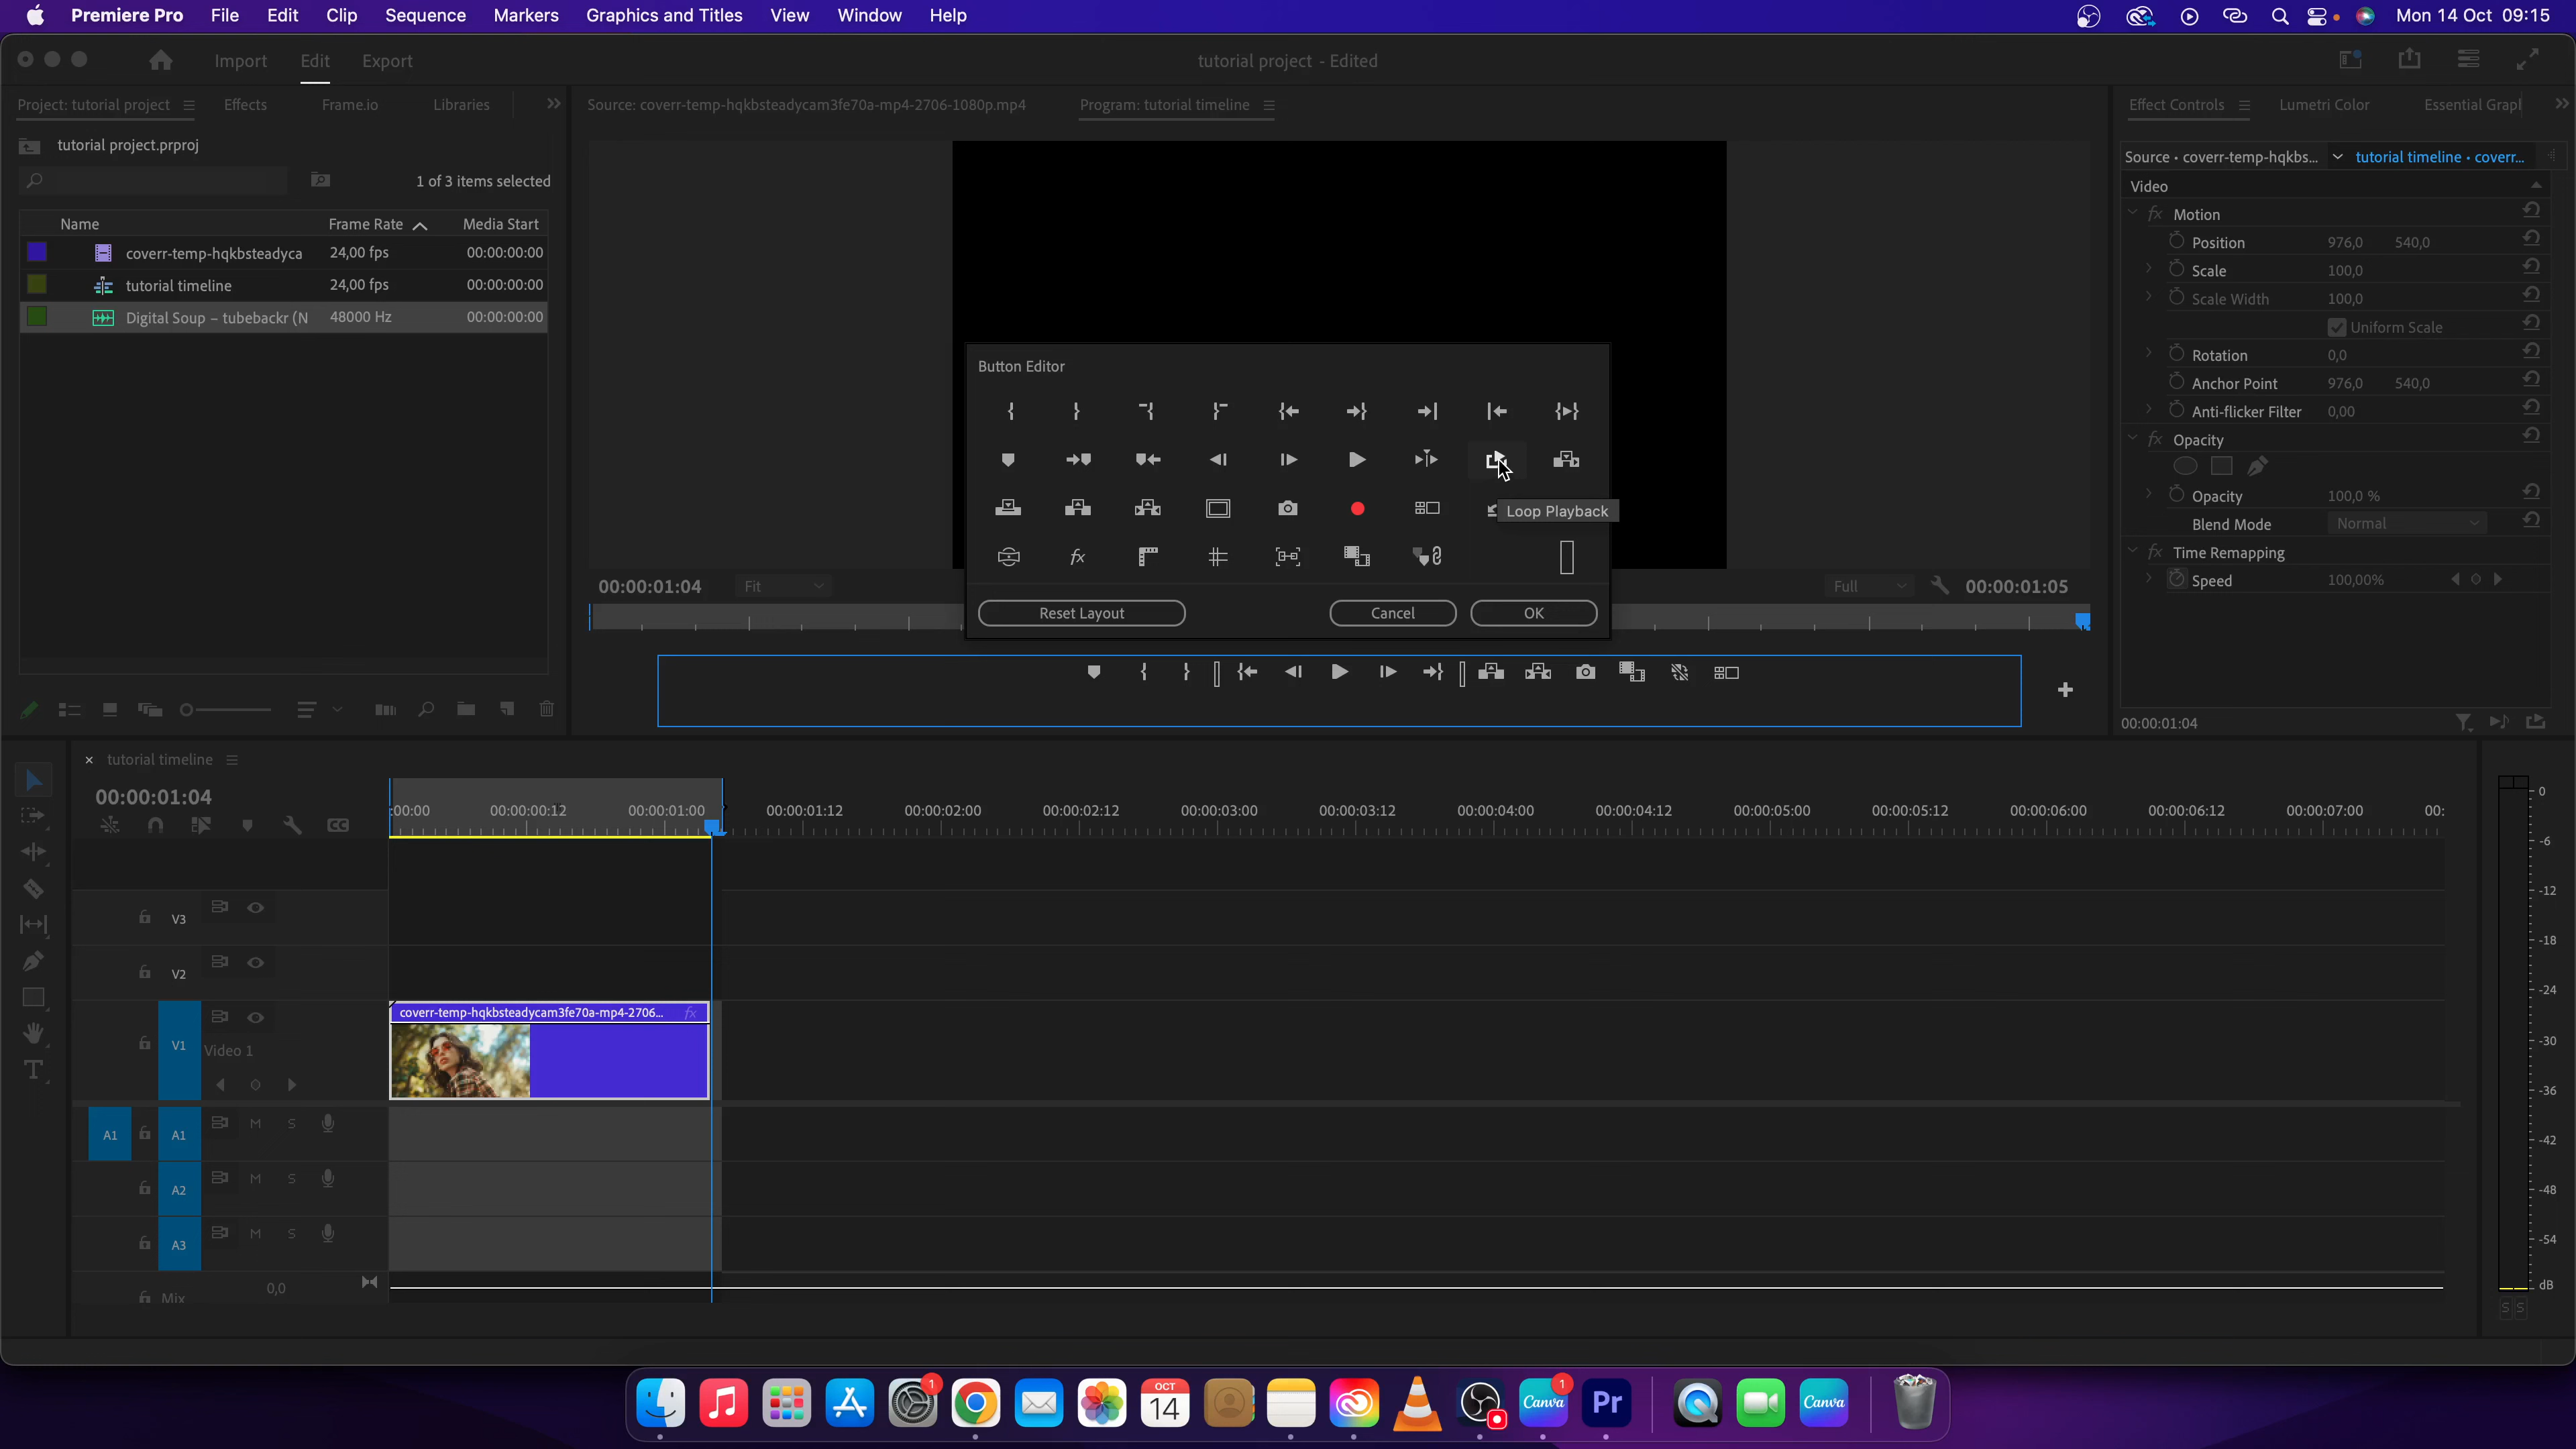 Premiere Pro File Edit Clip Sequence Markers Graphics and Titles View Window Help Mon 14 Oct 09:15
Import Edit Export tutorial project - Edited
Project: tutorial project Effects Frame.io Libraries
Source: coverr-temp-hqkbsteadycam3fe70a-mp4-2706-1080p.mp4 Program: tutorial timeline
Effect Controls Lumetri Color Essential Grapl
tutorial project.prproj
1 of 3 items selected
Name Frame Rate Media Start
coverr-temp-hqkbsteadyca 24,00 fps 00:00:00:00
tutorial timeline 24,00 fps 00:00:00:00
Digital Soup – tubebackr (N 48000 Hz 00:00:00:00
Button Editor
Loop Playback
fx
Reset Layout Cancel OK
00:00:01:04 Fit Full 00:00:01:05
Source • coverr-temp-hqkbs... tutorial timeline • coverr...
Video
fx Motion
Position 976,0 540,0
Scale 100,0
Scale Width 100,0
Uniform Scale
Rotation 0,0
Anchor Point 976,0 540,0
Anti-flicker Filter 0,00
fx Opacity
Opacity 100,0 %
Blend Mode Normal
fx Time Remapping
Speed 100,00%
00:00:01:04
× tutorial timeline
00:00:01:04
:00:00 00:00:00:12 00:00:01:00 00:00:01:12 00:00:02:00 00:00:02:12 00:00:03:00 00:00:03:12 00:00:04:00 00:00:04:12 00:00:05:00 00:00:05:12 00:00:06:00 00:00:06:12 00:00:07:00 00:
CC
V3
V2
coverr-temp-hqkbsteadycam3fe70a-mp4-2706... fx
V1 Video 1
A1 A1 M S
A2 M S
A3 M S
Mix 0,0
0
-6
-12
-18
-24
-30
-36
-42
-48
-54
dB
S S
T
1 OCT 14 Canva 1 Pr Canva